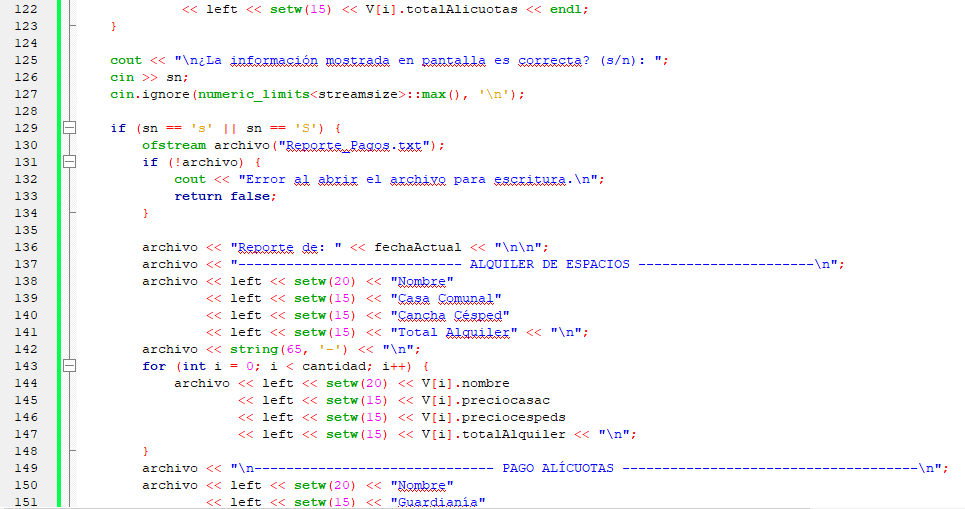 122 << left << setw(15) << V[i].totalAlicuotas << endl;
123 }
124
125 cout << "\n¿La información mostrada en pantalla es correcta? (s/n): ";
126 cin >> sn;
127 cin.ignore(numeric_limits<streamsize>::max(), '\n');
128
129 if (sn == 's' || sn == 'S') {
130 ofstream archivo("Reporte_Pagos.txt");
131 if (!archivo) {
132 cout << "Error al abrir el archivo para escritura.\n";
133 return false;
134 }
135
136 archivo << "Reporte de: " << fechaActual << "\n\n";
137 archivo << "---------------------------- ALQUILER DE ESPACIOS ----------------------\n";
138 archivo << left << setw(20) << "Nombre"
139 << left << setw(15) << "Casa Comunal"
140 << left << setw(15) << "Cancha Césped"
141 << left << setw(15) << "Total Alquiler" << "\n";
142 archivo << string(65, '-') << "\n";
143 for (int i = 0; i < cantidad; i++) {
144 archivo << left << setw(20) << V[i].nombre
145 << left << setw(15) << V[i].preciocasac
146 << left << setw(15) << V[i].preciocespeds
147 << left << setw(15) << V[i].totalAlquiler << "\n";
148 }
149 archivo << "\n------------------------------ PAGO ALÍCUOTAS -------------------------------------\n";
150 archivo << left << setw(20) << "Nombre"
151 << left << setw(15) << "Guardianía"